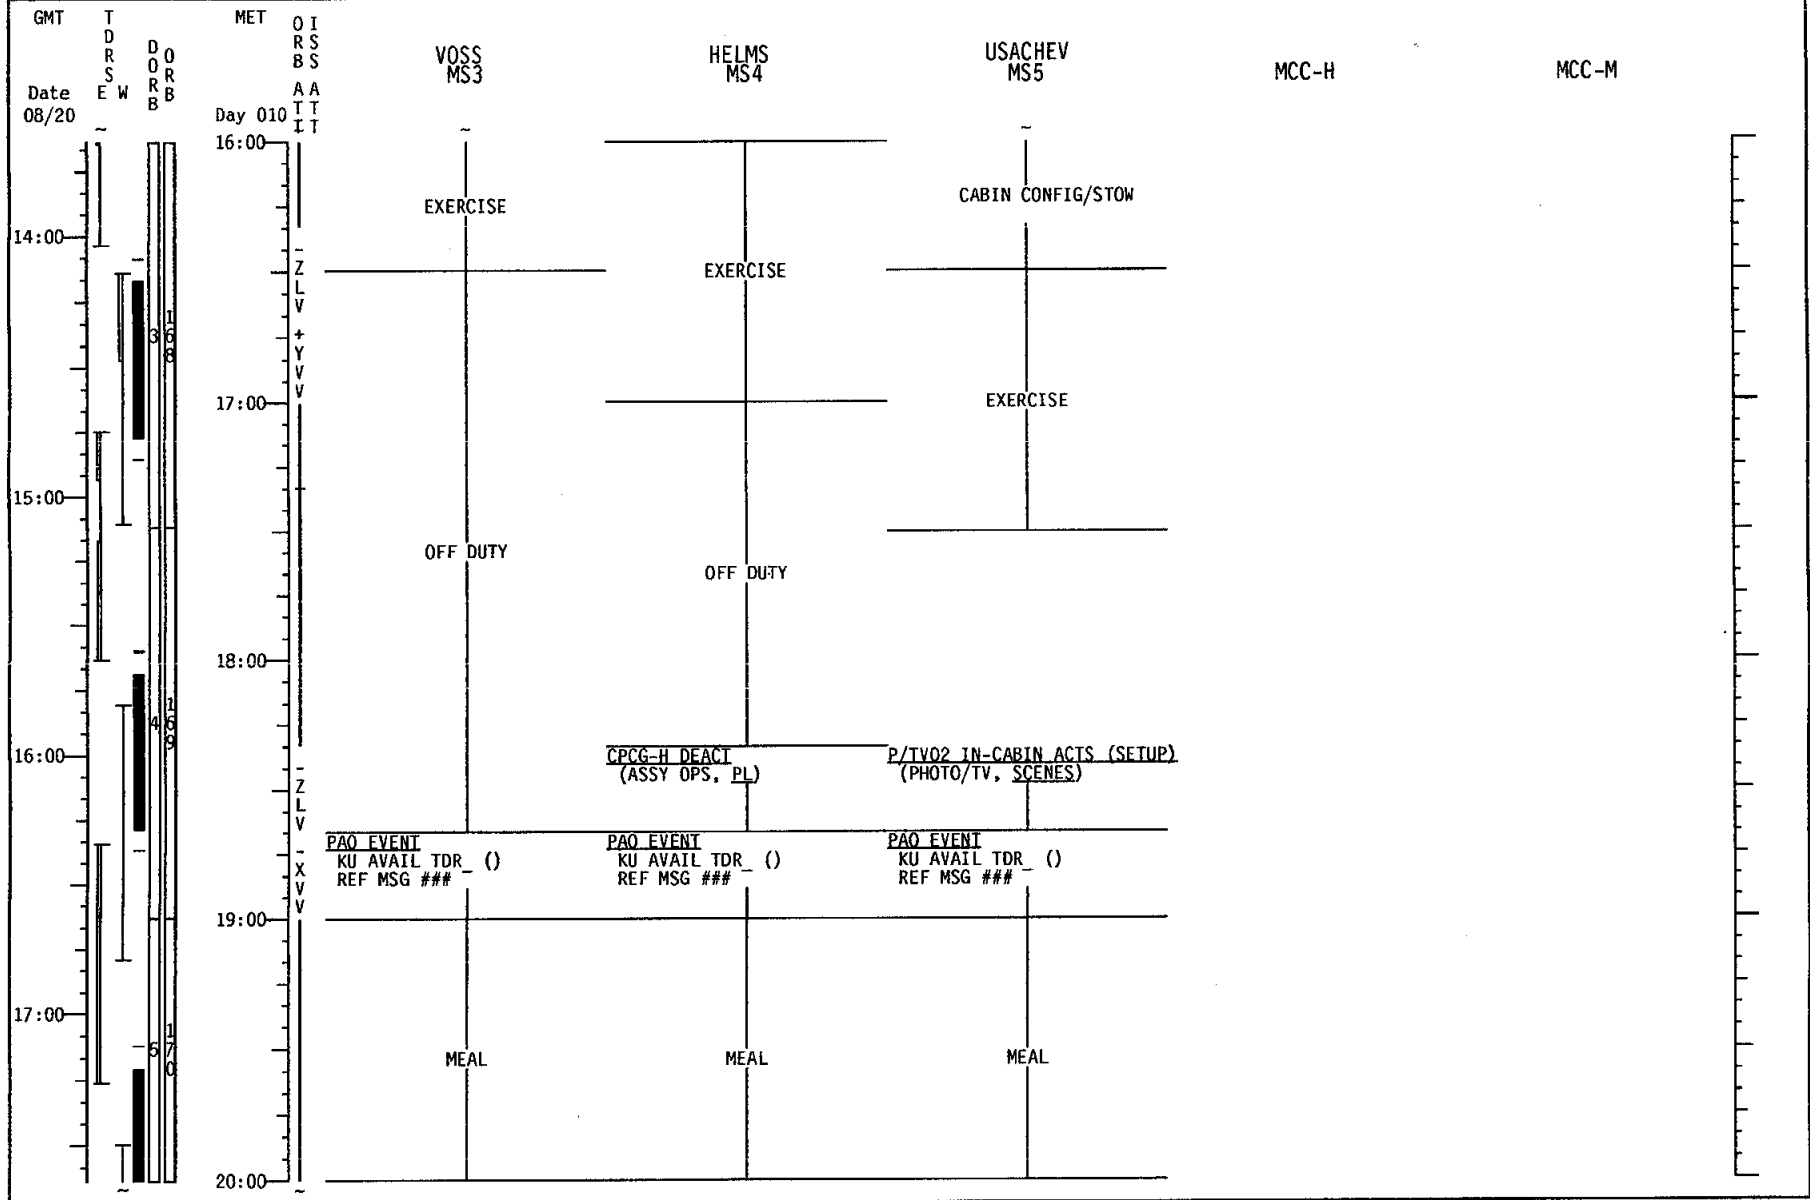 GMT
TDRS
E W
DORB
ORB
MET
ORB ATT
ISS ATT
Date
08/20
Day 010
VOSS
MS3
HELMS
MS4
USACHEV
MS5
MCC-H
MCC-M
~
~
~
16:00
EXERCISE
CABIN CONFIG/STOW
14:00
EXERCISE
-ZLV +YVV
3
168
17:00
EXERCISE
15:00
OFF DUTY
OFF DUTY
18:00
4
169
16:00
CPCG-H DEACT
(ASSY OPS, PL)
P/TV02 IN-CABIN ACTS (SETUP)
(PHOTO/TV, SCENES)
-ZLV -XVV
PAO EVENT
KU AVAIL TDR_ ()
REF MSG ###
PAO EVENT
KU AVAIL TDR_ ()
REF MSG ###
PAO EVENT
KU AVAIL TDR_ ()
REF MSG ###
19:00
17:00
5
170
MEAL
MEAL
MEAL
20:00
~
~